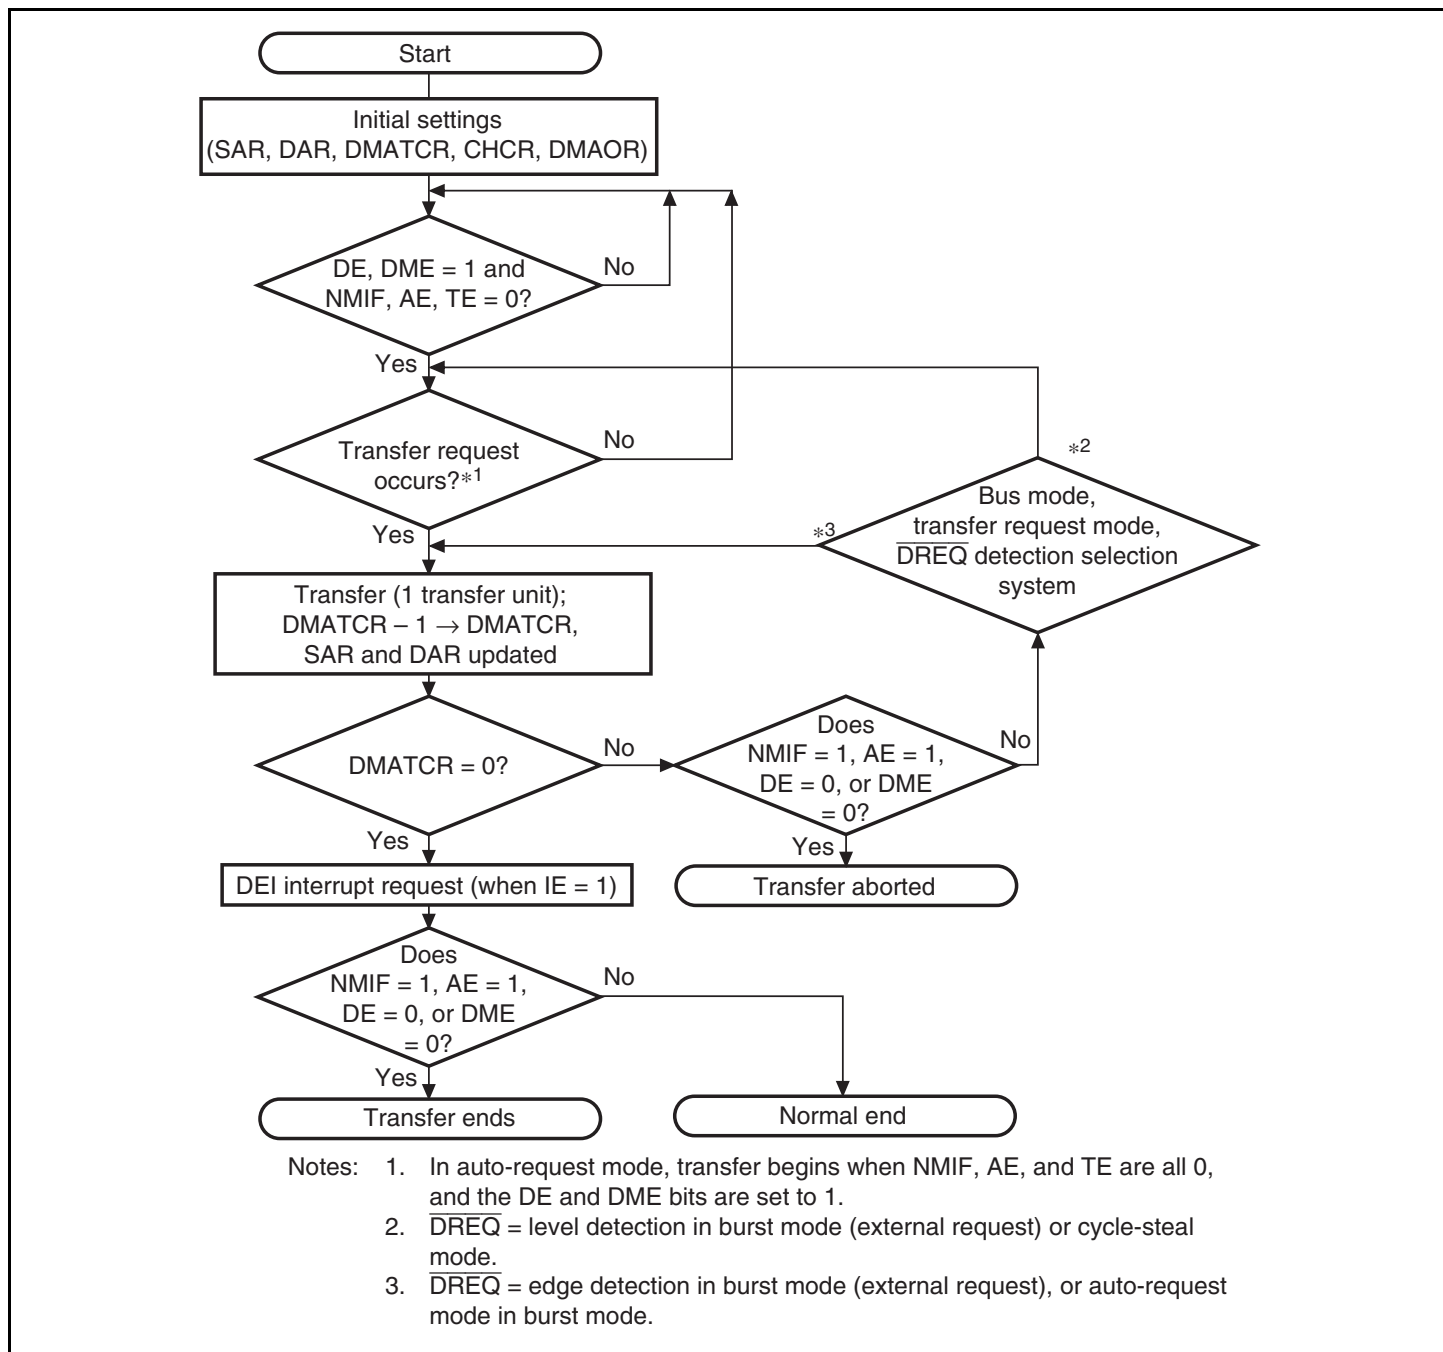 Start
Initial settings
(SAR, DAR, DMATCR, CHCR, DMAOR)
DE, DME = 1 and
NMIF, AE, TE = 0?
No
Yes
Transfer request
occurs?*1
No
Yes
*2
Bus mode,
transfer request mode,
D̅R̅E̅Q̅ detection selection
system
*3
Transfer (1 transfer unit);
DMATCR – 1 → DMATCR,
SAR and DAR updated
DMATCR = 0?
No
Yes
Does
NMIF = 1, AE = 1,
DE = 0, or DME
= 0?
No
Yes
DEI interrupt request (when IE = 1)
Transfer aborted
Does
NMIF = 1, AE = 1,
DE = 0, or DME
= 0?
No
Yes
Transfer ends
Normal end
Notes: 1. In auto-request mode, transfer begins when NMIF, AE, and TE are all 0,
and the DE and DME bits are set to 1.
2. D̅R̅E̅Q̅ = level detection in burst mode (external request) or cycle-steal
mode.
3. D̅R̅E̅Q̅ = edge detection in burst mode (external request), or auto-request
mode in burst mode.